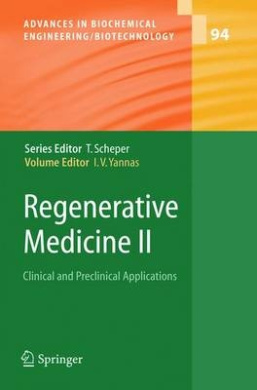 ADVANCES IN BIOCHEMICAL
ENGINEERING/BIOTECHNOLOGY
94
Series Editor T. Scheper
Volume Editor I. V. Yannas
Regenerative
Medicine II
Clinical and Preclinical Applications
Springer